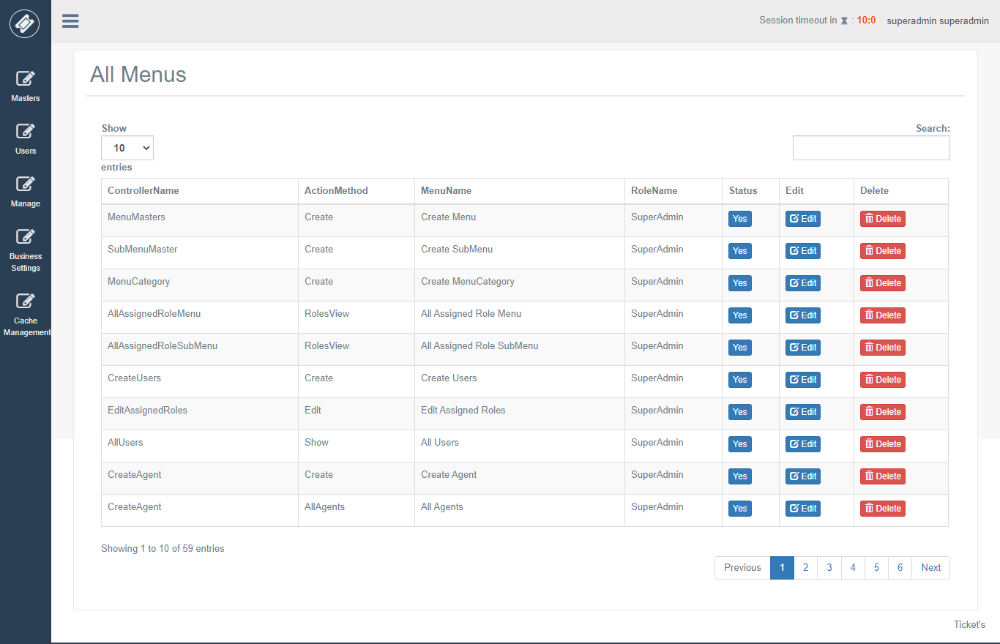 Session timeout in : 10:0 superadmin superadmin
Masters
Users
Manage
Business
Settings
Cache
Management
All Menus
Show
10
entries
Search:
ControllerName ActionMethod MenuName RoleName Status Edit Delete
MenuMasters Create Create Menu SuperAdmin Yes Edit Delete
SubMenuMaster Create Create SubMenu SuperAdmin Yes Edit Delete
MenuCategory Create Create MenuCategory SuperAdmin Yes Edit Delete
AllAssignedRoleMenu RolesView All Assigned Role Menu SuperAdmin Yes Edit Delete
AllAssignedRoleSubMenu RolesView All Assigned Role SubMenu SuperAdmin Yes Edit Delete
CreateUsers Create Create Users SuperAdmin Yes Edit Delete
EditAssignedRoles Edit Edit Assigned Roles SuperAdmin Yes Edit Delete
AllUsers Show All Users SuperAdmin Yes Edit Delete
CreateAgent Create Create Agent SuperAdmin Yes Edit Delete
CreateAgent AllAgents All Agents SuperAdmin Yes Edit Delete
Showing 1 to 10 of 59 entries
Previous 1 2 3 4 5 6 Next
Ticket's